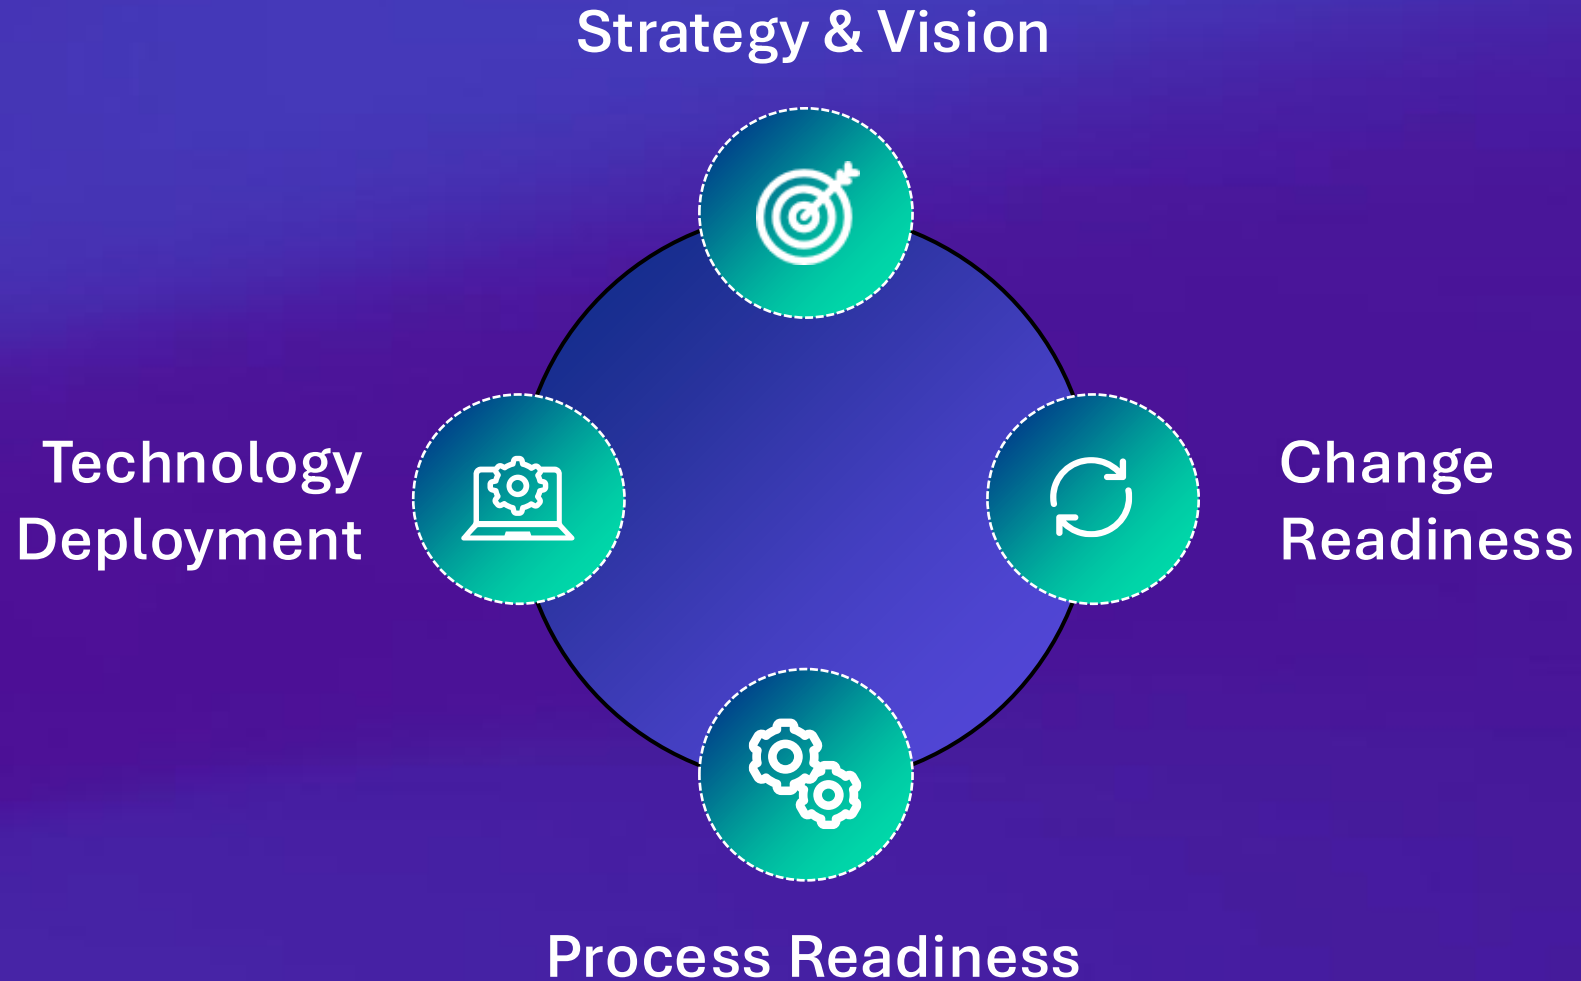 Strategy & Vision
Technology
Deployment
Change
Readiness
Process Readiness